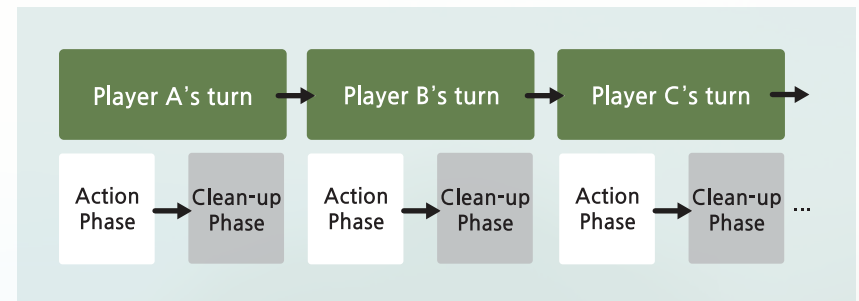 Player A's turn
Player B's turn
Player C's turn
Action
Phase
Clean-up
Phase
Action
Phase
Clean-up
Phase
Action
Phase
Clean-up
Phase
...